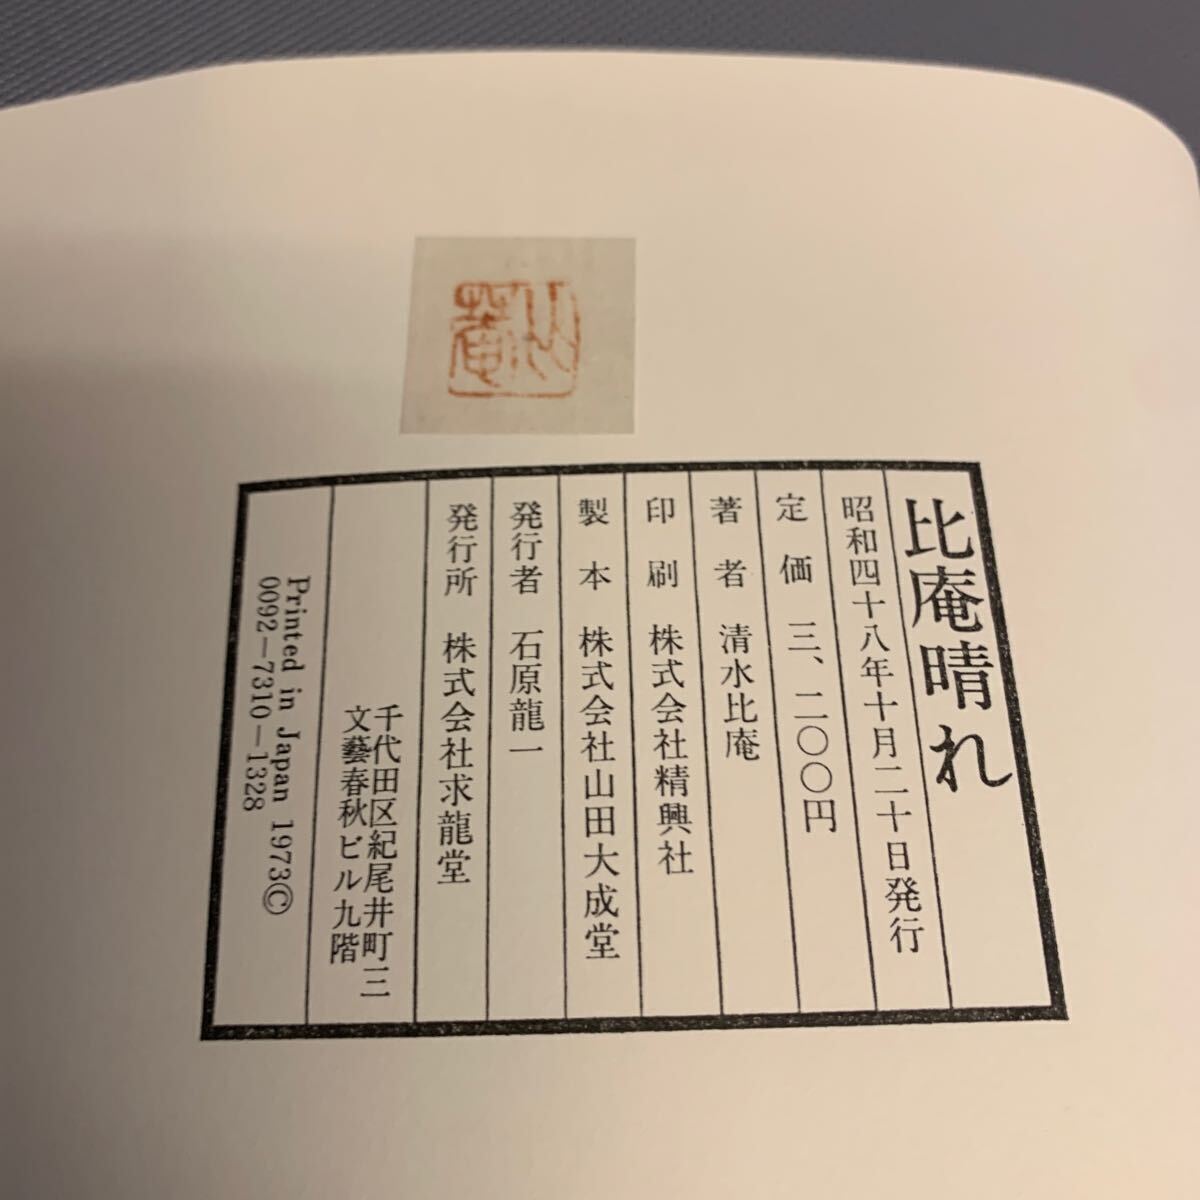 比庵
比庵晴れ
昭和四十八年十月二十日発行
定価 三、二〇〇円
著者 清水比庵
印刷 株式会社精興社
製本 株式会社山田大成堂
発行者 石原龍一
発行所 株式会社求龍堂
千代田区紀尾井町三
文藝春秋ビル九階
Printed in Japan 1973©
0092-7310-1328